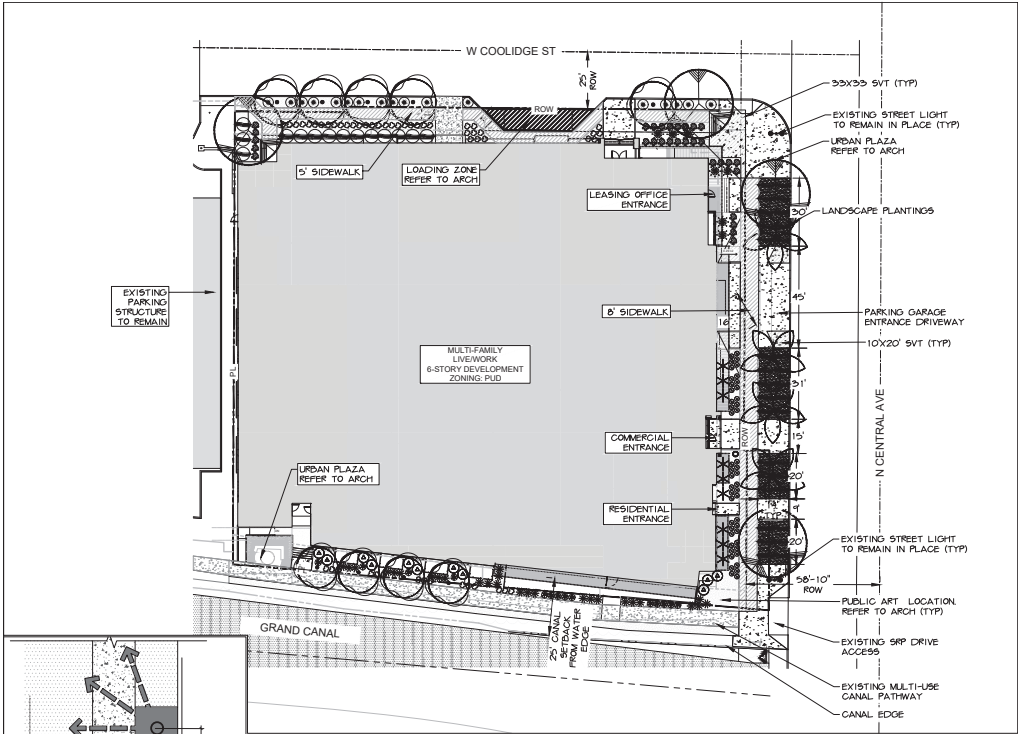 W COOLIDGE ST
25'
ROW
ROW
33X33 SVT (TYP)
EXISTING STREET LIGHT
TO REMAIN IN PLACE (TYP)
URBAN PLAZA
REFER TO ARCH
5' SIDEWALK
LOADING ZONE
REFER TO ARCH
LEASING OFFICE
ENTRANCE
30'
LANDSCAPE PLANTINGS
EXISTING
PARKING
STRUCTURE
TO REMAIN
8' SIDEWALK
16
45'
PARKING GARAGE
ENTRANCE DRIVEWAY
10'X20' SVT (TYP)
MULTI-FAMILY
LIVE/WORK
6-STORY DEVELOPMENT
ZONING: PUD
PL
31'
N CENTRAL AVE
COMMERCIAL
ENTRANCE
ROW
15'
URBAN PLAZA
REFER TO ARCH
20'
RESIDENTIAL
ENTRANCE
9'
TYP
20'
EXISTING STREET LIGHT
TO REMAIN IN PLACE (TYP)
58'-10"
ROW
PUBLIC ART LOCATION.
REFER TO ARCH (TYP)
GRAND CANAL
25' CANAL
SETBACK
FROM WATER
EDGE
EXISTING SRP DRIVE
ACCESS
EXISTING MULTI-USE
CANAL PATHWAY
CANAL EDGE